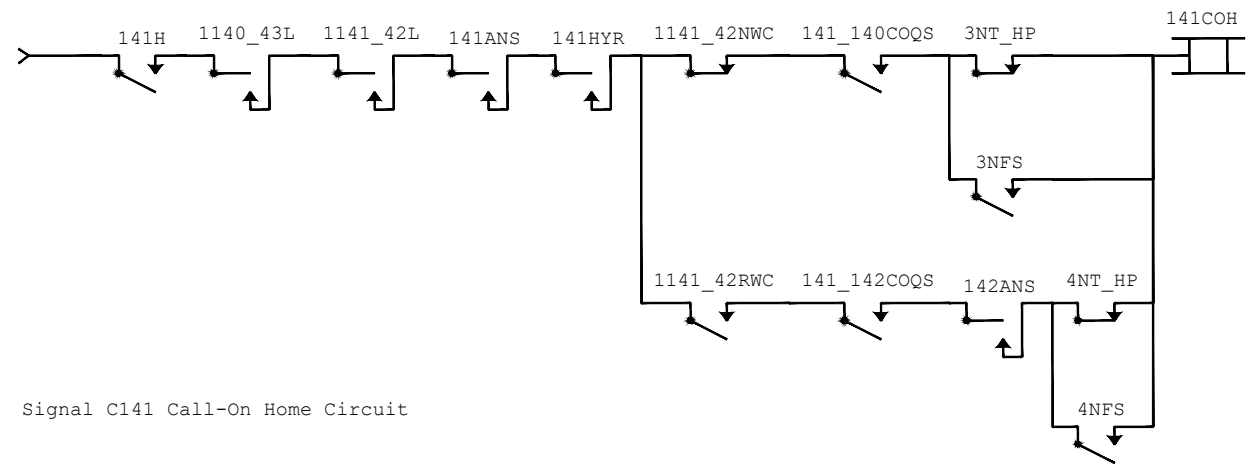 141H 1140_43L 1141_42L 141ANS 141HYR 1141_42NWC 141_140COQS 3NT_HP 141COH
3NFS
1141_42RWC 141_142COQS 142ANS 4NT_HP
Signal C141 Call-On Home Circuit
4NFS